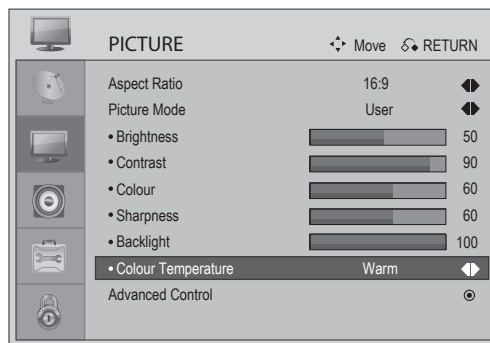 PICTURE Move RETURN
Aspect Ratio 16:9
Picture Mode User
• Brightness 50
• Contrast 90
• Colour 60
• Sharpness 60
• Backlight 100
• Colour Temperature Warm
Advanced Control